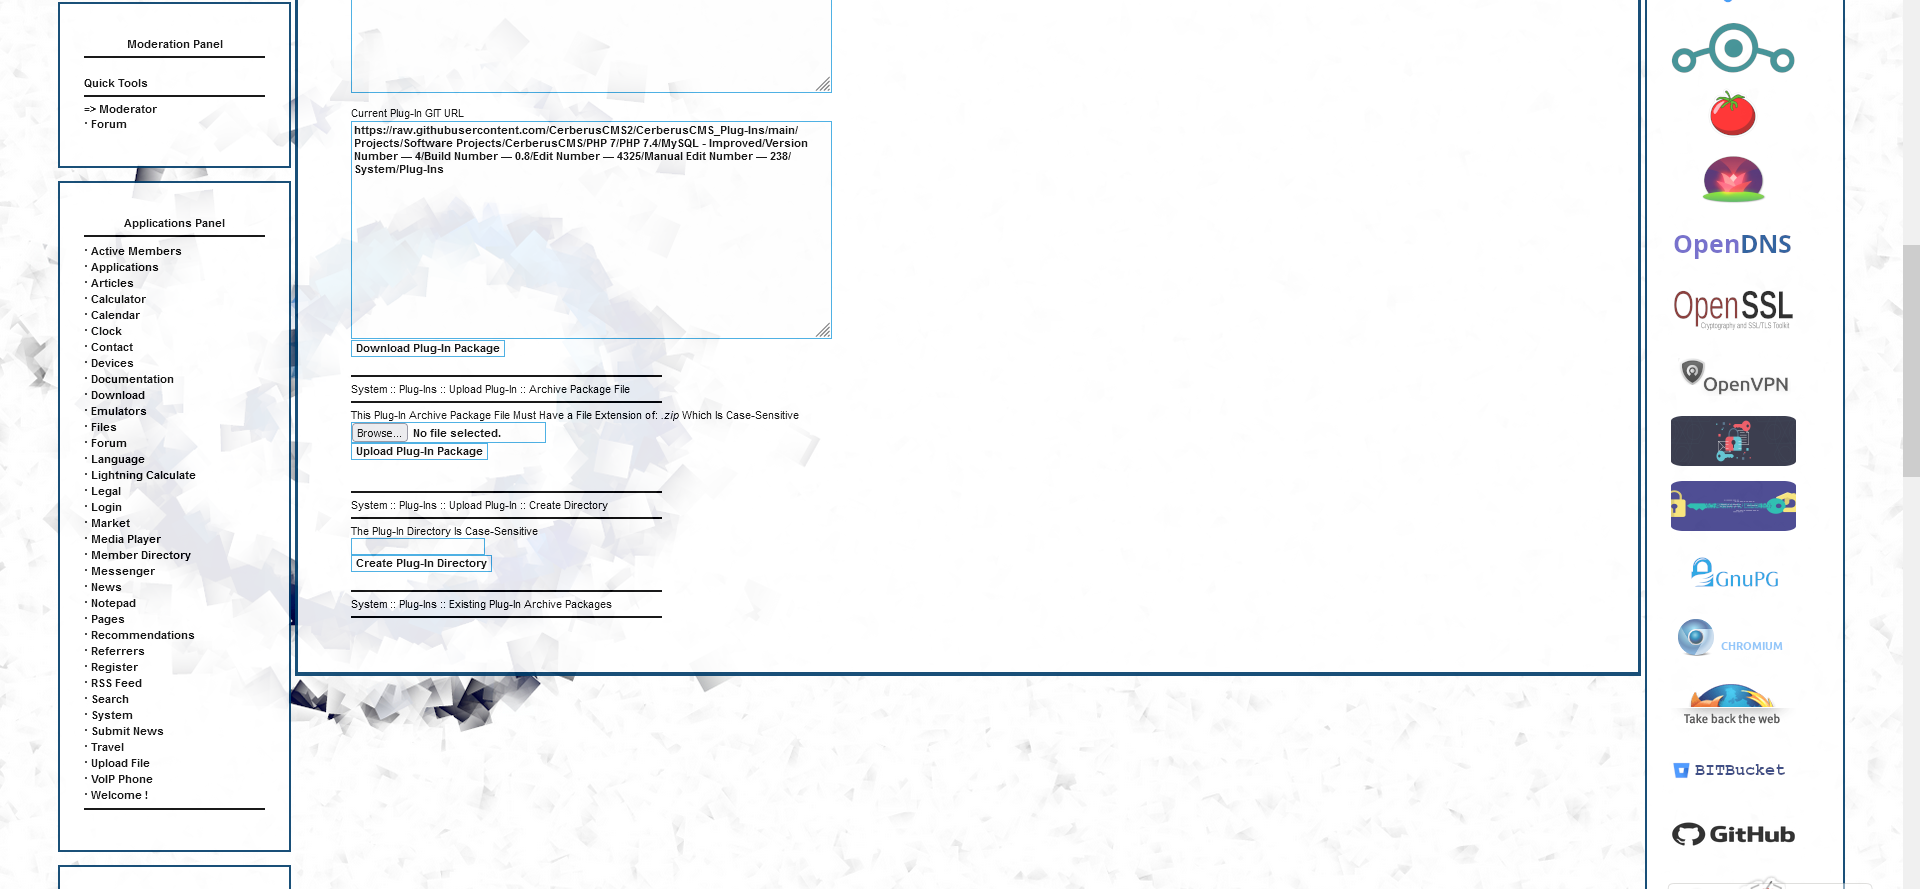 Moderation Panel
Quick Tools
=> Moderator
· Forum
Applications Panel
· Active Members
· Applications
· Articles
· Calculator
· Calendar
· Clock
· Contact
· Devices
· Documentation
· Download
· Emulators
· Files
· Forum
· Language
· Lightning Calculate
· Legal
· Login
· Market
· Media Player
· Member Directory
· Messenger
· News
· Notepad
· Pages
· Recommendations
· Referrers
· Register
· RSS Feed
· Search
· System
· Submit News
· Travel
· Upload File
· VoIP Phone
· Welcome !
Current Plug-In GIT URL
https://raw.githubusercontent.com/CerberusCMS2/CerberusCMS_Plug-Ins/main/
Projects/Software Projects/CerberusCMS/PHP 7/PHP 7.4/MySQL - Improved/Version
Number — 4/Build Number — 0.8/Edit Number — 4325/Manual Edit Number — 238/
System/Plug-Ins
Download Plug-In Package
System :: Plug-Ins :: Upload Plug-In :: Archive Package File
This Plug-In Archive Package File Must Have a File Extension of: .zip Which Is Case-Sensitive
Browse... No file selected.
Upload Plug-In Package
System :: Plug-Ins :: Upload Plug-In :: Create Directory
The Plug-In Directory Is Case-Sensitive
Create Plug-In Directory
System :: Plug-Ins :: Existing Plug-In Archive Packages
OpenDNS
OpenSSL
Cryptography and SSL/TLS Toolkit
OpenVPN
GnuPG
CHROMIUM
Take back the web
BITBucket
GitHub